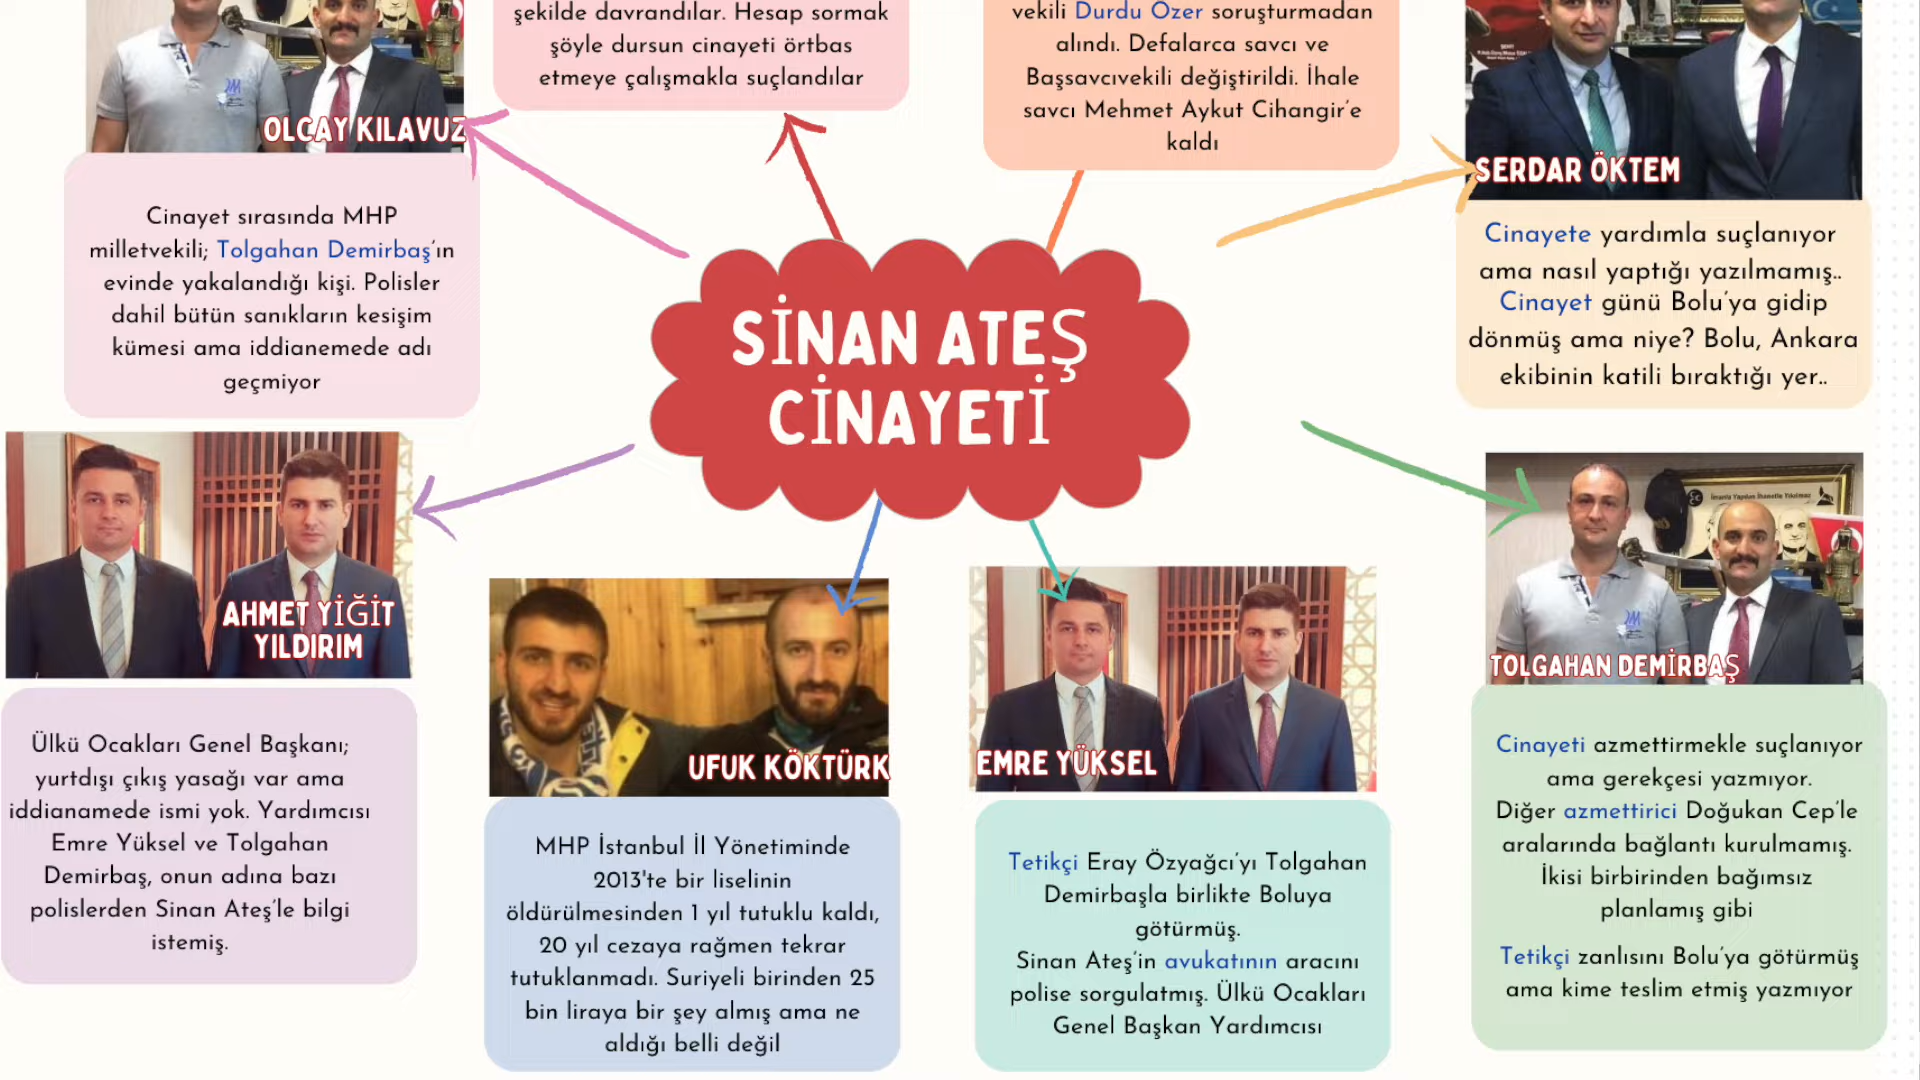 şekilde davrandılar. Hesap sormak
şöyle dursun cinayeti örtbas
etmeye çalışmakla suçlandılar
vekili Durdu Özer soruşturmadan
alındı. Defalarca savcı ve
Başsavcıvekili değiştirildi. İhale
savcı Mehmet Aykut Cihangir'e
kaldı
OLCAY KILAVUZ
Cinayet sırasında MHP
milletvekili; Tolgahan Demirbaş'ın
evinde yakalandığı kişi. Polisler
dahil bütün sanıkların kesişim
kümesi ama iddianemede adı
geçmiyor
SERDAR ÖKTEM
Cinayete yardımla suçlanıyor
ama nasıl yaptığı yazılmamış..
Cinayet günü Bolu'ya gidip
dönmüş ama niye? Bolu, Ankara
ekibinin katili bıraktığı yer..
SİNAN ATEŞ
CİNAYETİ
AHMET YİĞİT
YILDIRIM
Ülkü Ocakları Genel Başkanı;
yurtdışı çıkış yasağı var ama
iddianamede ismi yok. Yardımcısı
Emre Yüksel ve Tolgahan
Demirbaş, onun adına bazı
polislerden Sinan Ateş'le bilgi
istemiş.
UFUK KÖKTÜRK
MHP İstanbul İl Yönetiminde
2013'te bir liselinin
öldürülmesinden 1 yıl tutuklu kaldı,
20 yıl cezaya rağmen tekrar
tutuklanmadı. Suriyeli birinden 25
bin liraya bir şey almış ama ne
aldığı belli değil
EMRE YÜKSEL
Tetikçi Eray Özyağcı'yı Tolgahan
Demirbaşla birlikte Boluya
götürmüş.
Sinan Ateş'in avukatının aracını
polise sorgulatmış. Ülkü Ocakları
Genel Başkan Yardımcısı
İmanla Yapılan İhanetle Yıkılmaz
TOLGAHAN DEMİRBAŞ
Cinayeti azmettirmekle suçlanıyor
ama gerekçesi yazmıyor.
Diğer azmettirici Doğukan Cep'le
aralarında bağlantı kurulmamış.
İkisi birbirinden bağımsız
planlamış gibi
Tetikçi zanlısını Bolu'ya götürmüş
ama kime teslim etmiş yazmıyor